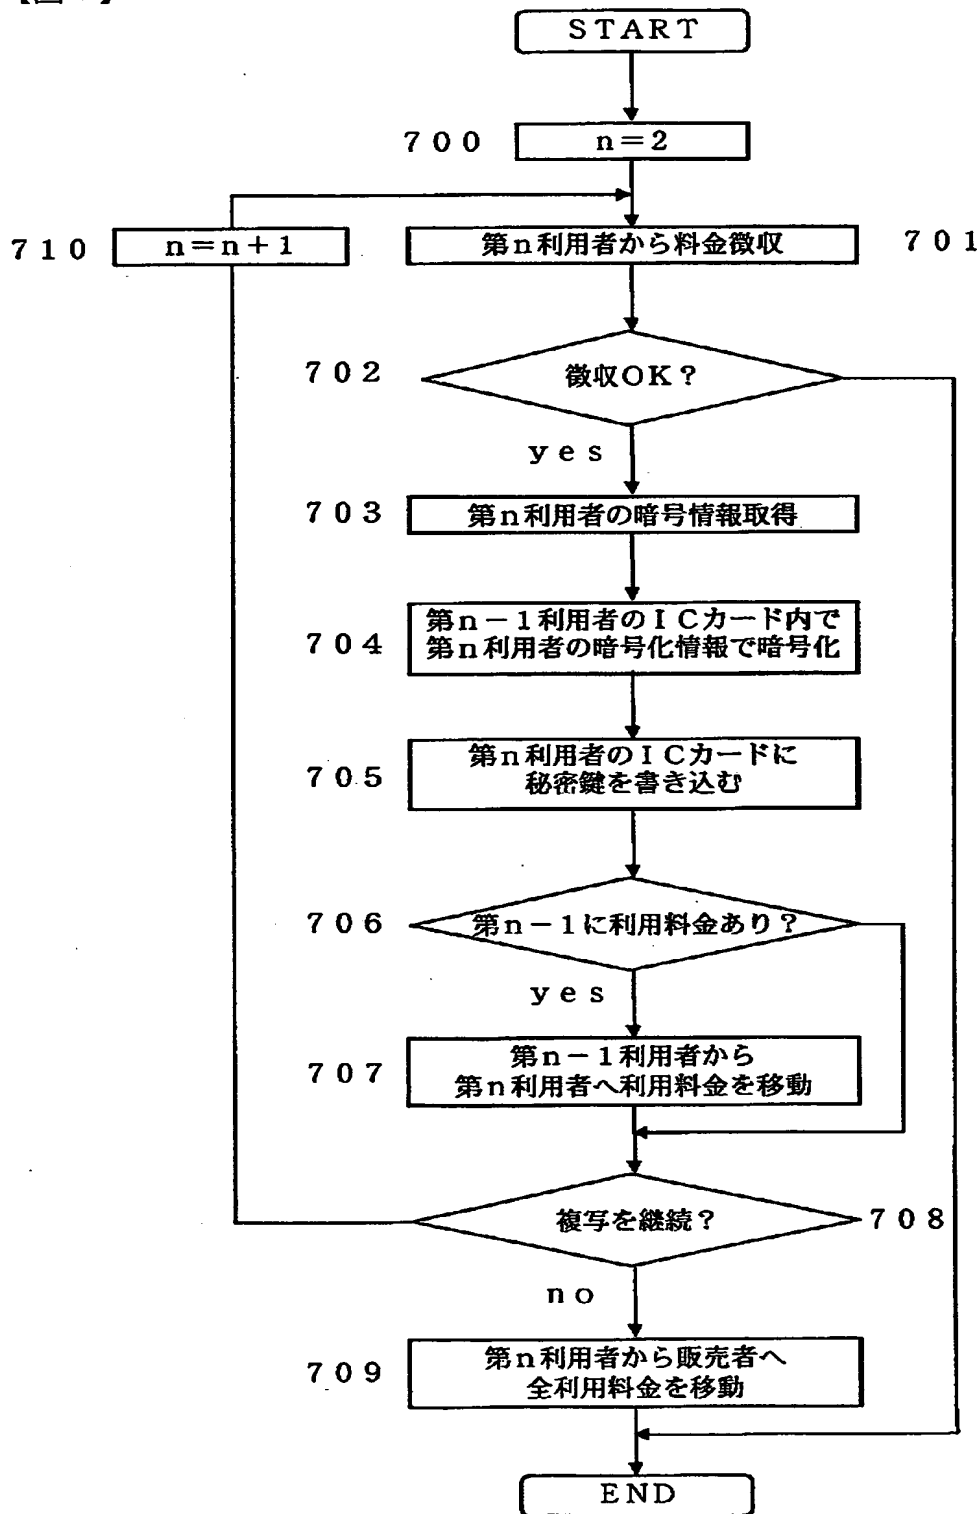 START
700
n=2
710
n=n+1
第n利用者から料金徴収
701
702
徴収OK?
yes
703
第n利用者の暗号情報取得
704
第n-1利用者のICカード内で
第n利用者の暗号化情報で暗号化
705
第n利用者のICカードに
秘密鍵を書き込む
706
第n-1に利用料金あり?
yes
707
第n-1利用者から
第n利用者へ利用料金を移動
複写を継続?
708
no
709
第n利用者から販売者へ
全利用料金を移動
END